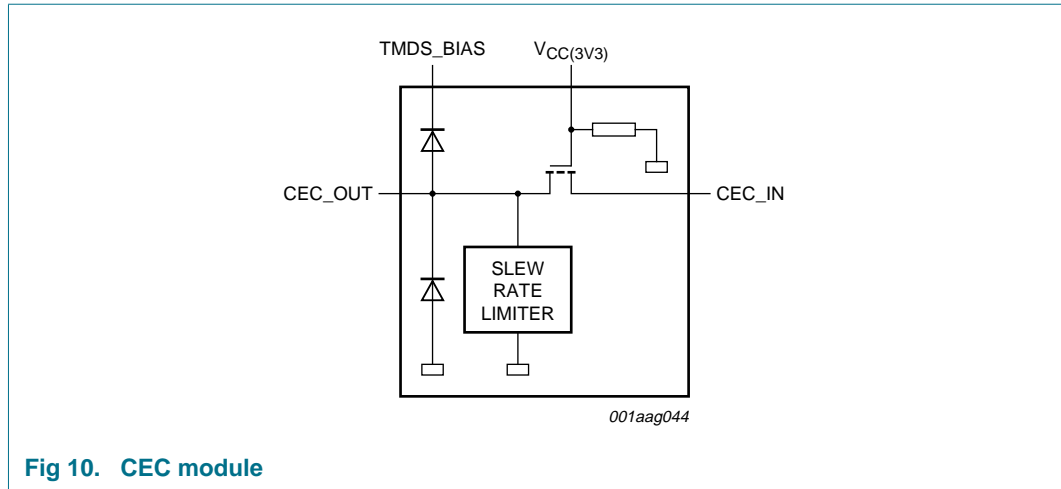 TMDS_BIAS
VCC(3V3)
CEC_OUT
CEC_IN
SLEW
RATE
LIMITER
001aag044
Fig 10. CEC module